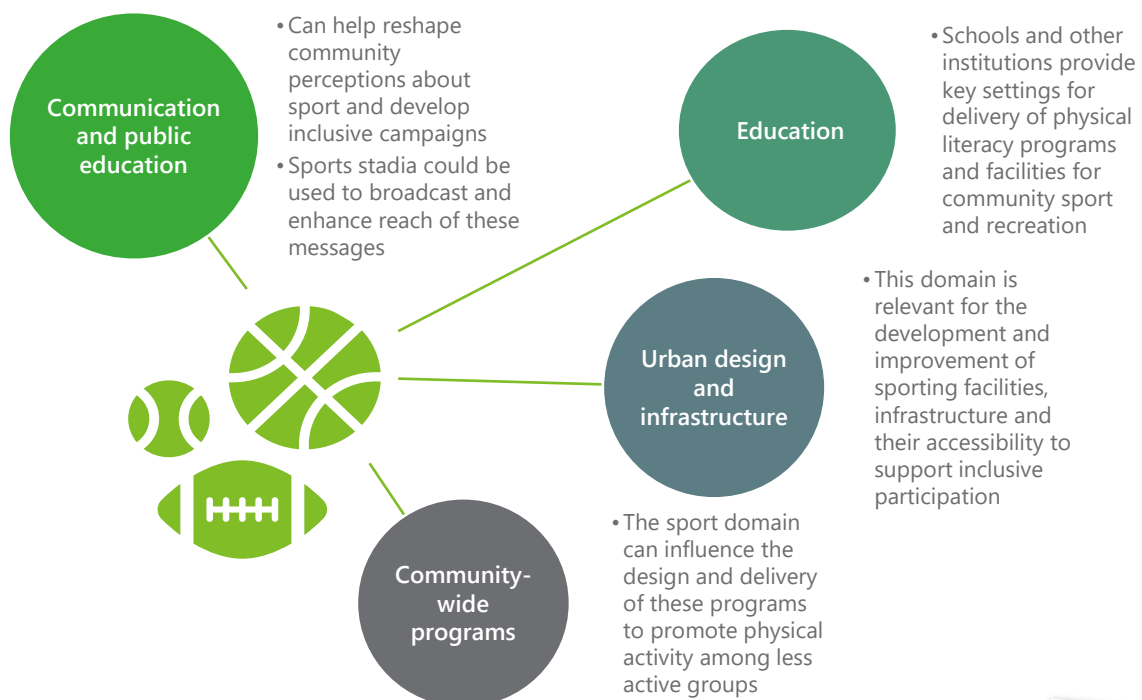 Communication
and public
education
• Can help reshape
community
perceptions about
sport and develop
inclusive campaigns
• Sports stadia could be
used to broadcast and
enhance reach of these
messages
Education
• Schools and other
institutions provide
key settings for
delivery of physical
literacy programs
and facilities for
community sport
and recreation
Urban design
and
infrastructure
• This domain is
relevant for the
development and
improvement of
sporting facilities,
infrastructure and
their accessibility to
support inclusive
participation
Community-
wide
programs
• The sport domain
can influence the
design and delivery
of these programs
to promote physical
activity among less
active groups